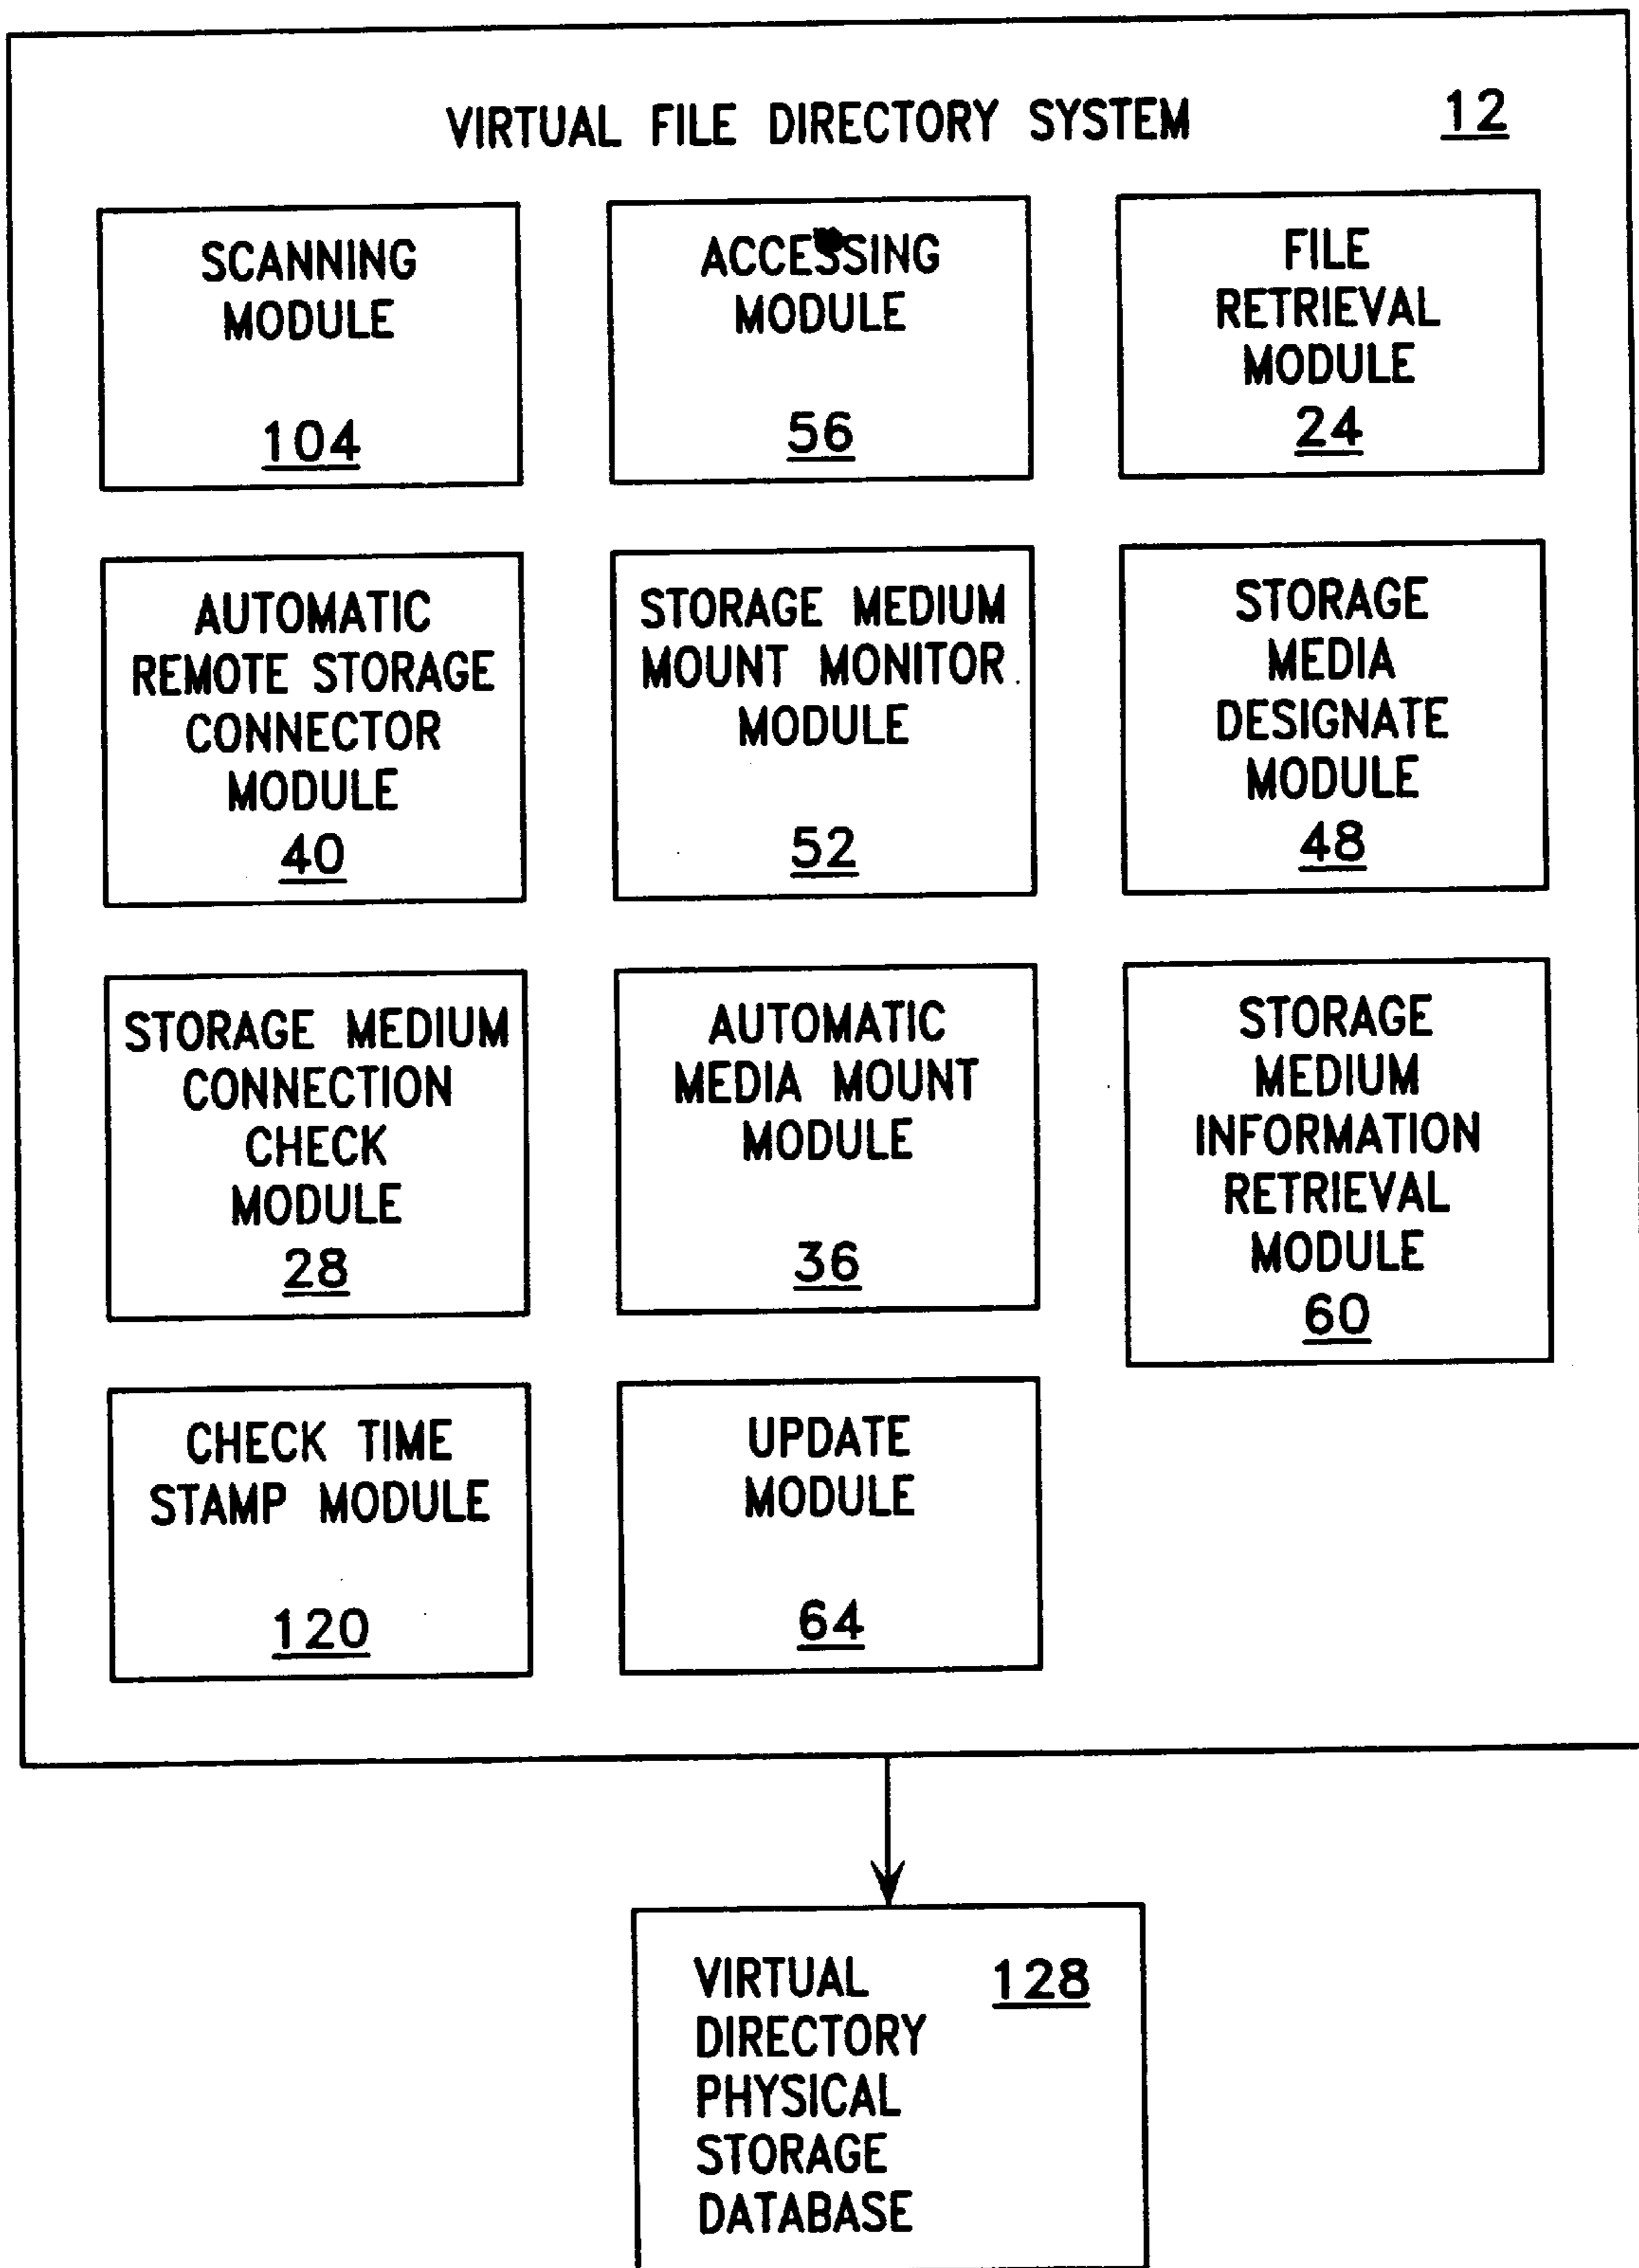 VIRTUAL FILE DIRECTORY SYSTEM 12
SCANNING
MODULE
104
ACCESSING
MODULE
56
FILE
RETRIEVAL
MODULE
24
AUTOMATIC
REMOTE STORAGE
CONNECTOR
MODULE
40
STORAGE MEDIUM
MOUNT MONITOR
MODULE
52
STORAGE
MEDIA
DESIGNATE
MODULE
48
STORAGE MEDIUM
CONNECTION
CHECK
MODULE
28
AUTOMATIC
MEDIA MOUNT
MODULE
36
STORAGE
MEDIUM
INFORMATION
RETRIEVAL
MODULE
60
CHECK TIME
STAMP MODULE
120
UPDATE
MODULE
64
VIRTUAL 128
DIRECTORY
PHYSICAL
STORAGE
DATABASE